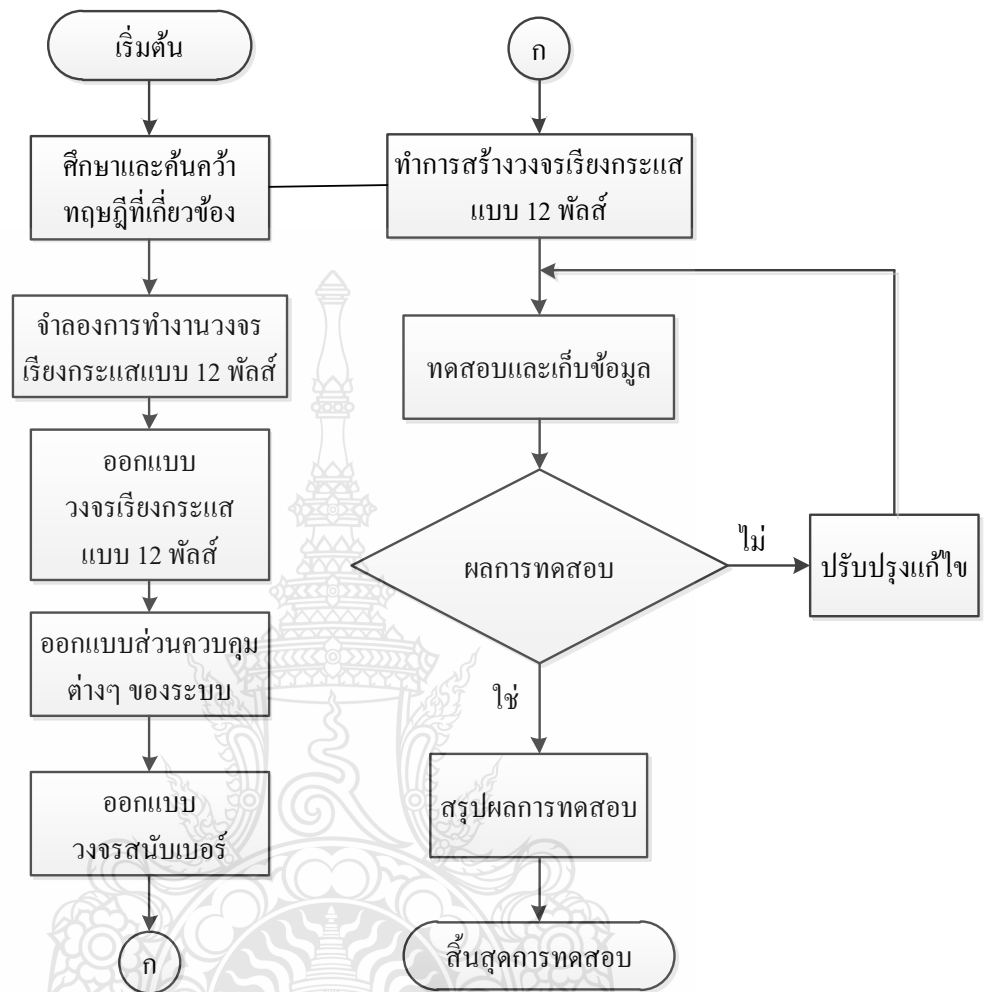 เริ่มต้น
ศึกษาและค้นคว้า
ทฤษฎีที่เกี่ยวข้อง
จำลองการทำงานวงจร
เรียงกระแสแบบ 12 พัลส์
ออกแบบ
วงจรเรียงกระแส
แบบ 12 พัลส์
ออกแบบส่วนควบคุม
ต่างๆ ของระบบ
ออกแบบ
วงจรสนับเบอร์
ก
ก
ทำการสร้างวงจรเรียงกระแส
แบบ 12 พัลส์
ทดสอบและเก็บข้อมูล
ผลการทดสอบ
ไม่
ปรับปรุงแก้ไข
ใช่
สรุปผลการทดสอบ
สิ้นสุดการทดสอบ